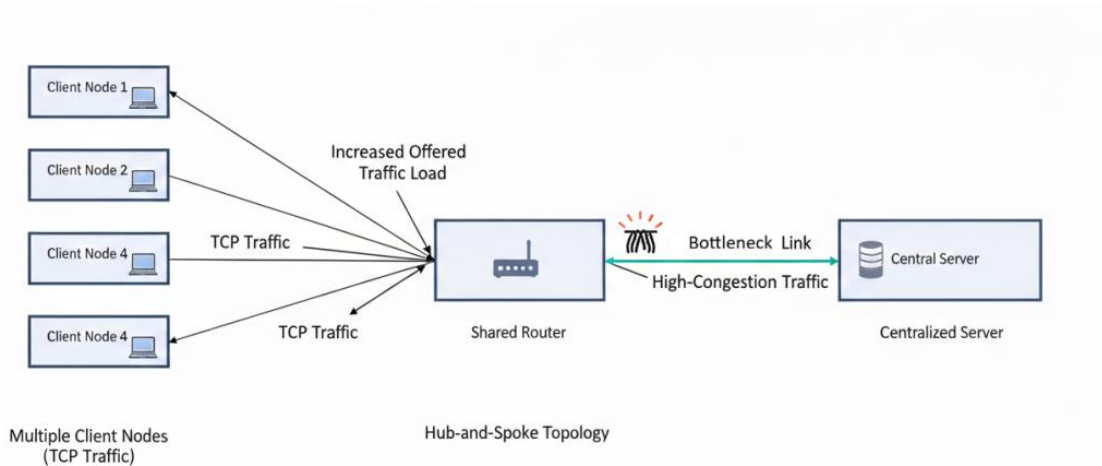 Client Node 1
Client Node 2
Client Node 4
Client Node 4
Multiple Client Nodes
(TCP Traffic)
TCP Traffic
TCP Traffic
Increased Offered
Traffic Load
Shared Router
Hub-and-Spoke Topology
Bottleneck Link
High-Congestion Traffic
Central Server
Centralized Server